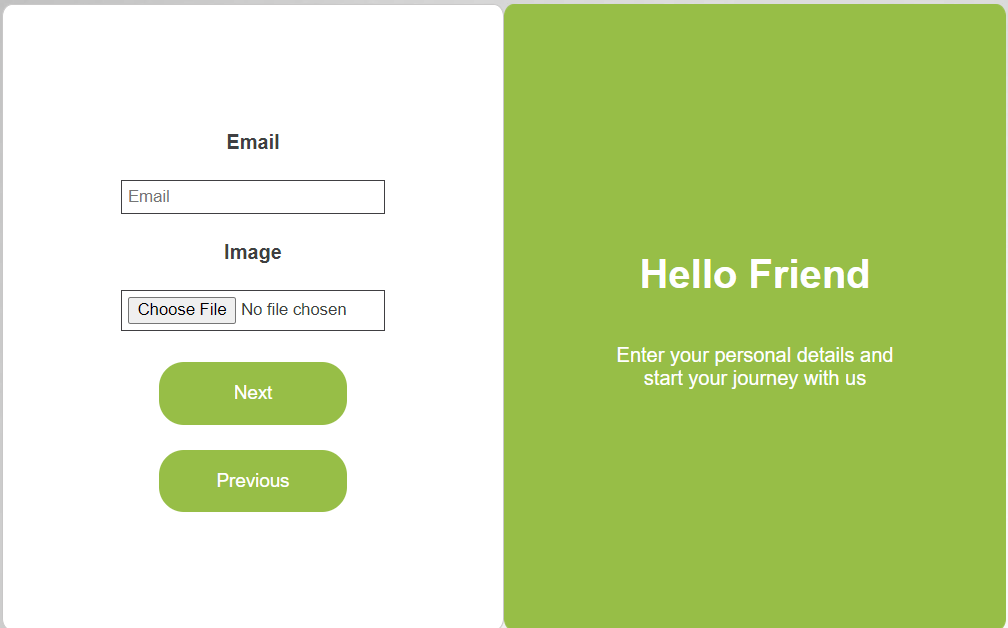 Email
Email
Image
Choose File No file chosen
Next
Previous
Hello Friend
Enter your personal details and
start your journey with us